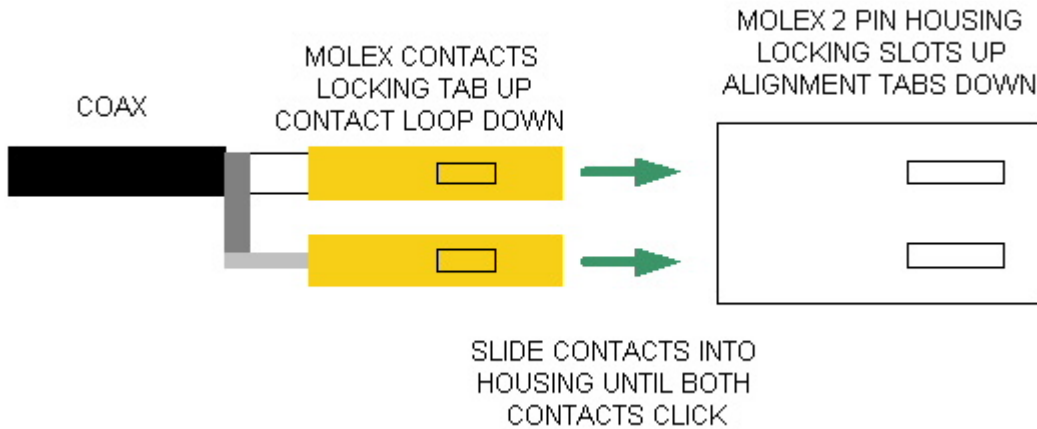 COAX
MOLEX CONTACTS
LOCKING TAB UP
CONTACT LOOP DOWN
MOLEX 2 PIN HOUSING
LOCKING SLOTS UP
ALIGNMENT TABS DOWN
SLIDE CONTACTS INTO
HOUSING UNTIL BOTH
CONTACTS CLICK